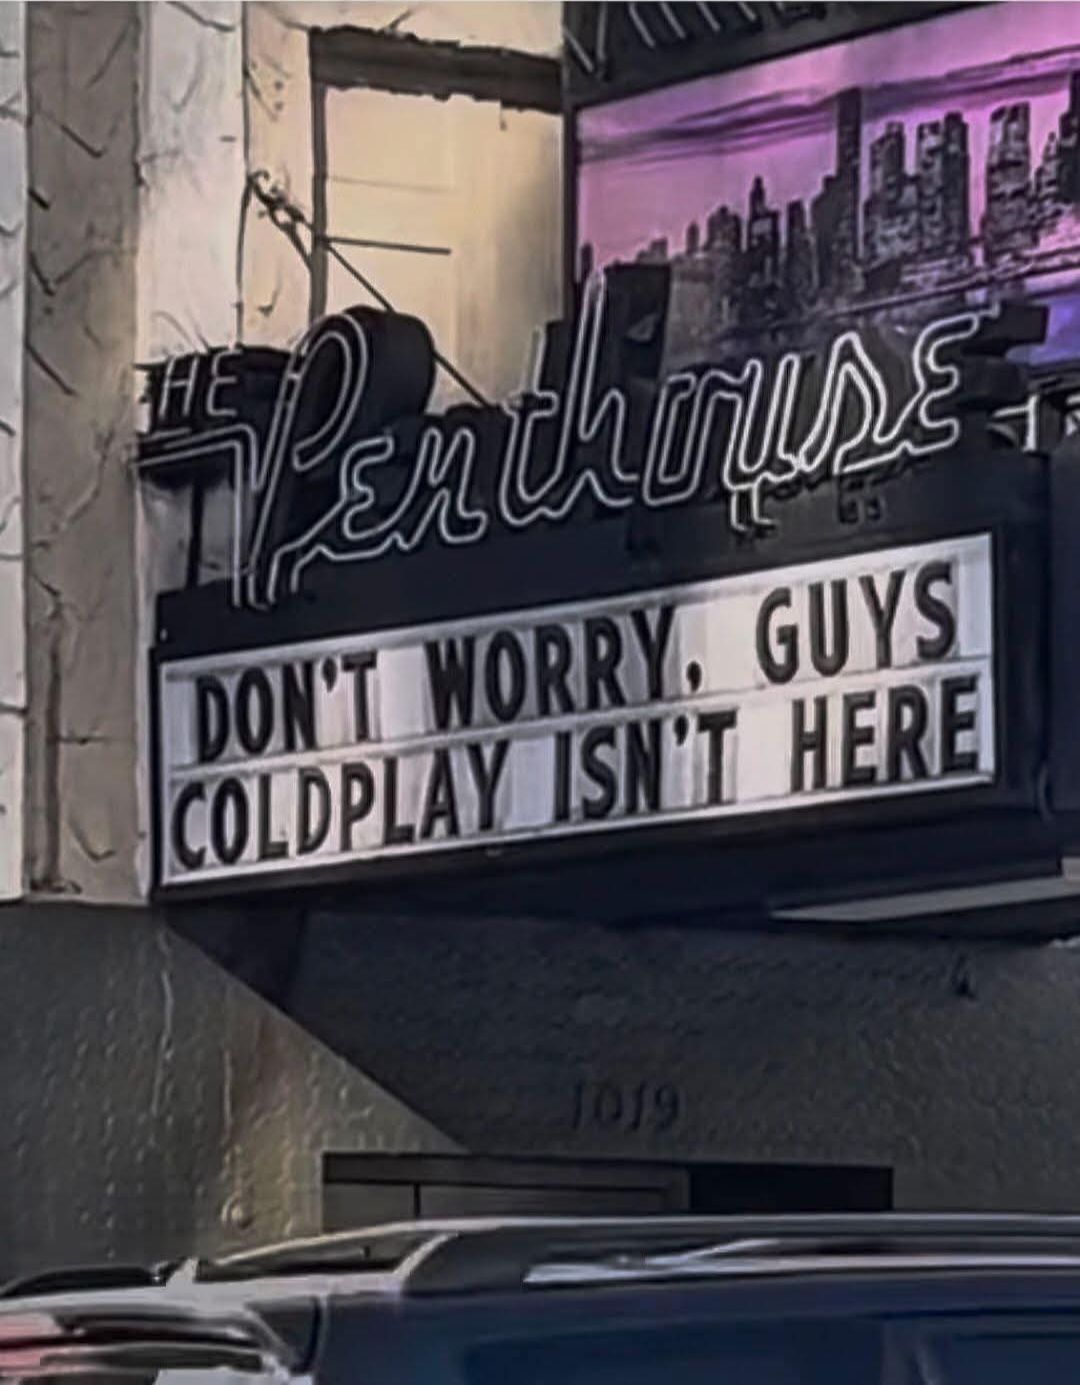 THE
Penthouse
DON'T WORRY, GUYS
COLDPLAY ISN'T HERE
1019